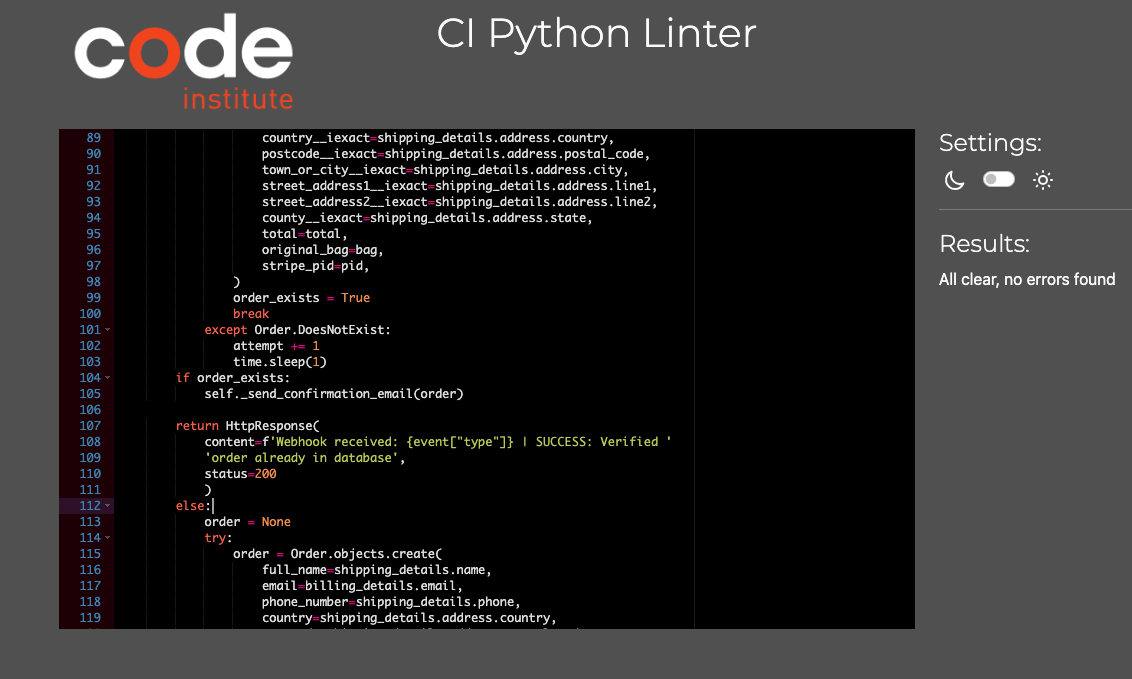 code
institute
CI Python Linter
89 country__iexact=shipping_details.address.country,
90 postcode__iexact=shipping_details.address.postal_code,
91 town_or_city__iexact=shipping_details.address.city,
92 street_address1__iexact=shipping_details.address.line1,
93 street_address2__iexact=shipping_details.address.line2,
94 county__iexact=shipping_details.address.state,
95 total=total,
96 original_bag=bag,
97 stripe_pid=pid,
98 )
99 order_exists = True
100 break
101 except Order.DoesNotExist:
102 attempt += 1
103 time.sleep(1)
104 if order_exists:
105 self._send_confirmation_email(order)
106
107 return HttpResponse(
108 content=f'Webhook received: {event["type"]} | SUCCESS: Verified '
109 'order already in database',
110 status=200
111 )
112 else:
113 order = None
114 try:
115 order = Order.objects.create(
116 full_name=shipping_details.name,
117 email=billing_details.email,
118 phone_number=shipping_details.phone,
119 country=shipping_details.address.country,
Settings:
Results:
All clear, no errors found